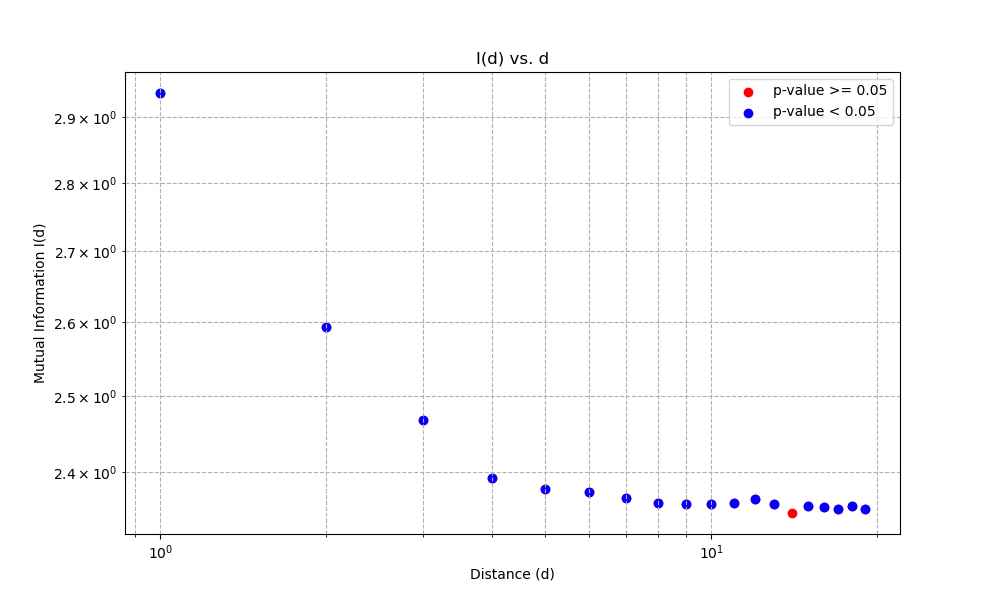 I(d) vs. d
p-value >= 0.05
p-value < 0.05
2.9 × 10⁰
2.8 × 10⁰
2.7 × 10⁰
2.6 × 10⁰
2.5 × 10⁰
2.4 × 10⁰
Mutual Information I(d)
10⁰
10¹
Distance (d)